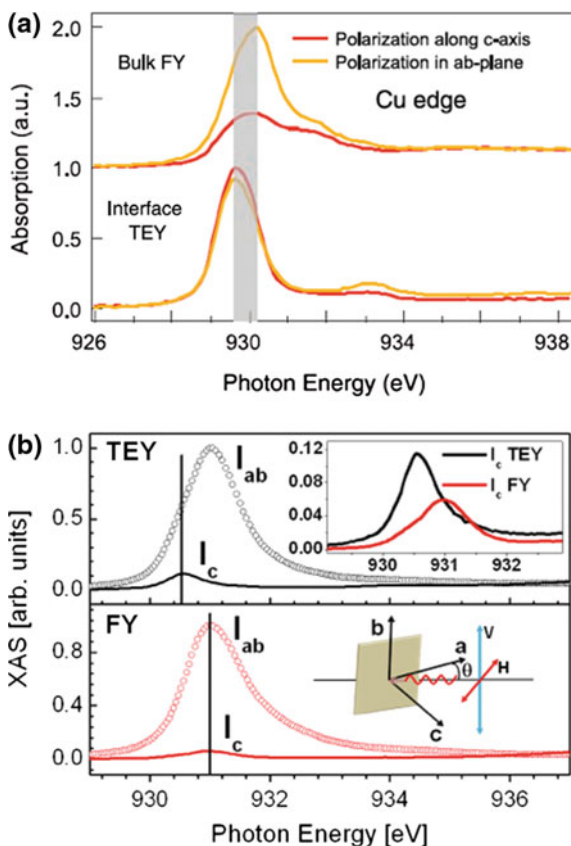 (a)
2.0
Bulk FY
Polarization along c-axis
Polarization in ab-plane
1.5
Cu edge
Absorption (a.u.)
1.0
Interface
TEY
0.5
0.0
926 930 934 938
Photon Energy (eV)
(b)
1.0
TEY
I_ab
0.12
I_c TEY
I_c FY
0.08
0.04
0.00
930 931 932
0.5
I_c
0.0
XAS [arb. units]
FY
I_ab
0.8
b
a
θ
V
H
c
0.4
I_c
0.0
930 932 934 936
Photon Energy [eV]